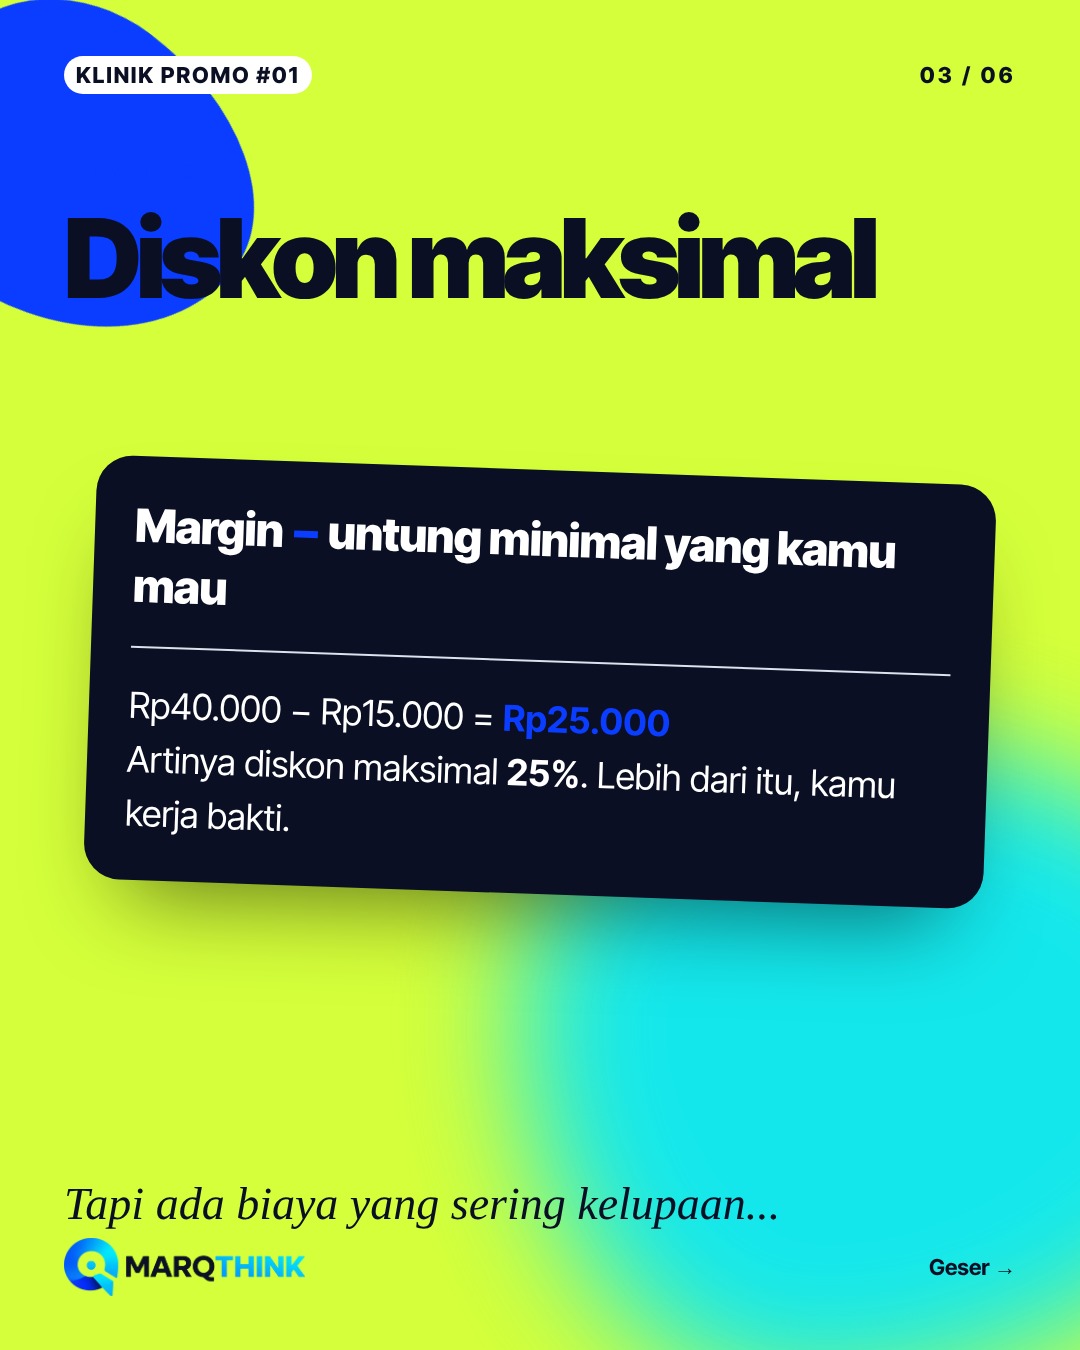 KLINIK PROMO #01
03 / 06
Diskon maksimal
Margin – untung minimal yang kamu
mau
Rp40.000 – Rp15.000 = Rp25.000
Artinya diskon maksimal 25%. Lebih dari itu, kamu
kerja bakti.
Tapi ada biaya yang sering kelupaan...
MARQTHINK
Geser →